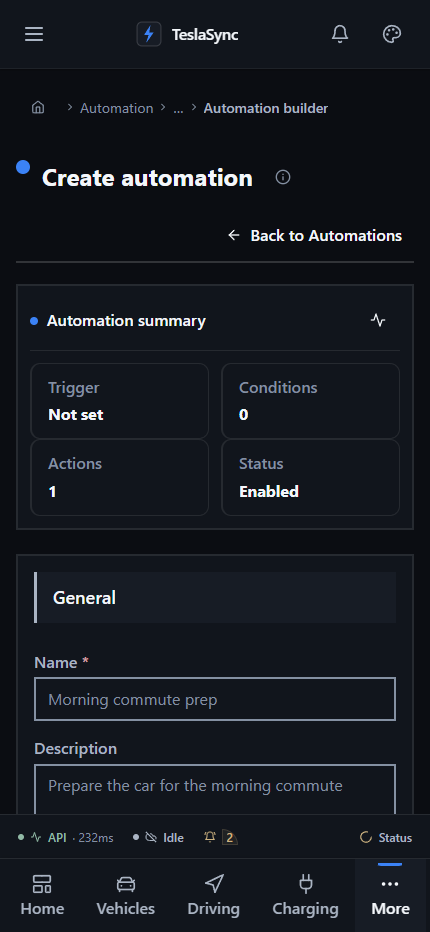 TeslaSync
Automation ... Automation builder
Create automation
Back to Automations
Automation summary
Trigger
Not set
Conditions
0
Actions
1
Status
Enabled
General
Name *
Morning commute prep
Description
Prepare the car for the morning commute
API · 232ms Idle 2 Status
Home Vehicles Driving Charging More